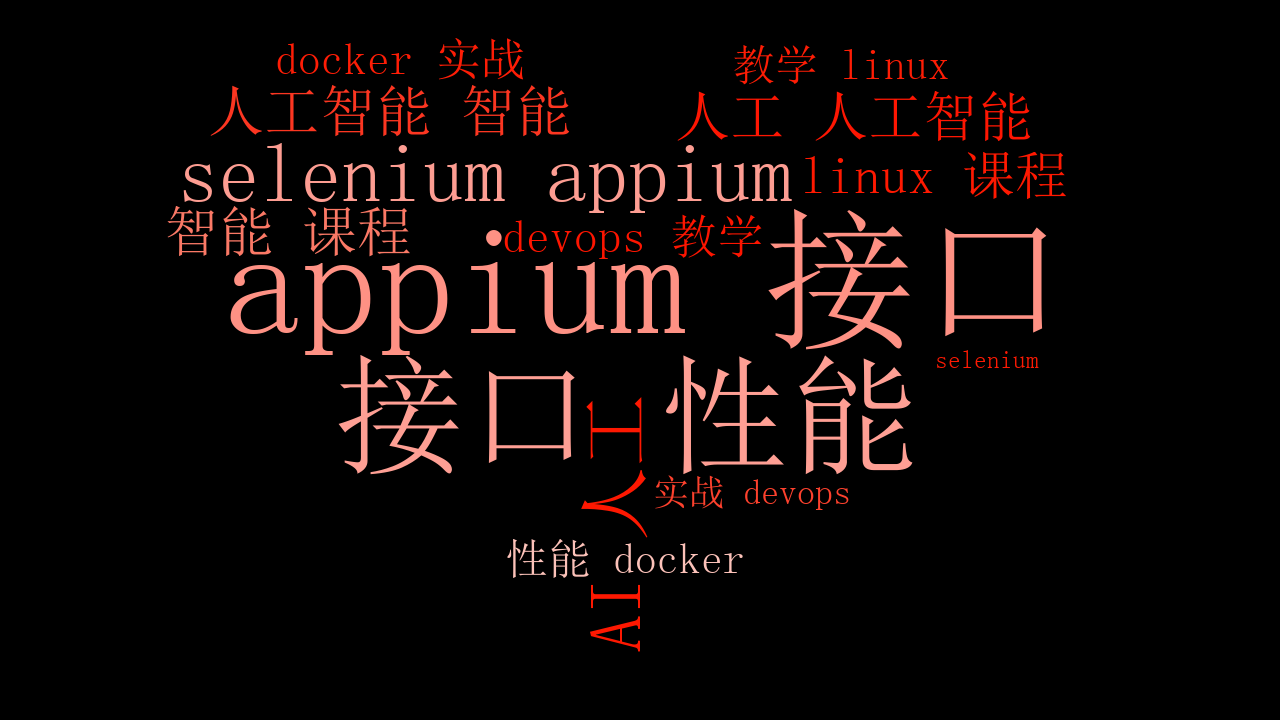 docker 实战
教学 linux
人工智能 智能
人工 人工智能
selenium appium
linux 课程
智能 课程
devops 教学
appium 接口
selenium
接口 性能
AI 人工
实战 devops
性能 docker